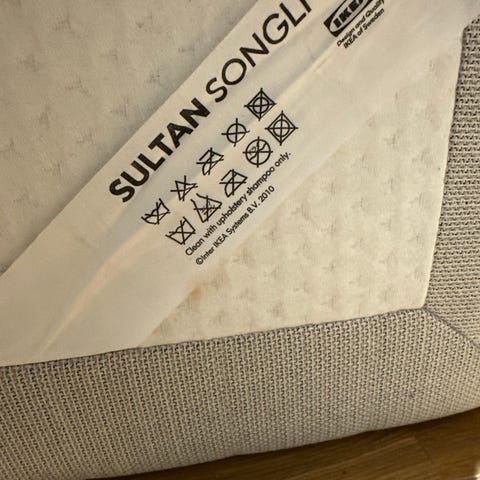 SULTAN SONGLI
IKEA
Design and Quality
IKEA of Sweden
Clean with upholstery shampoo only.
©Inter IKEA Systems B.V. 2010